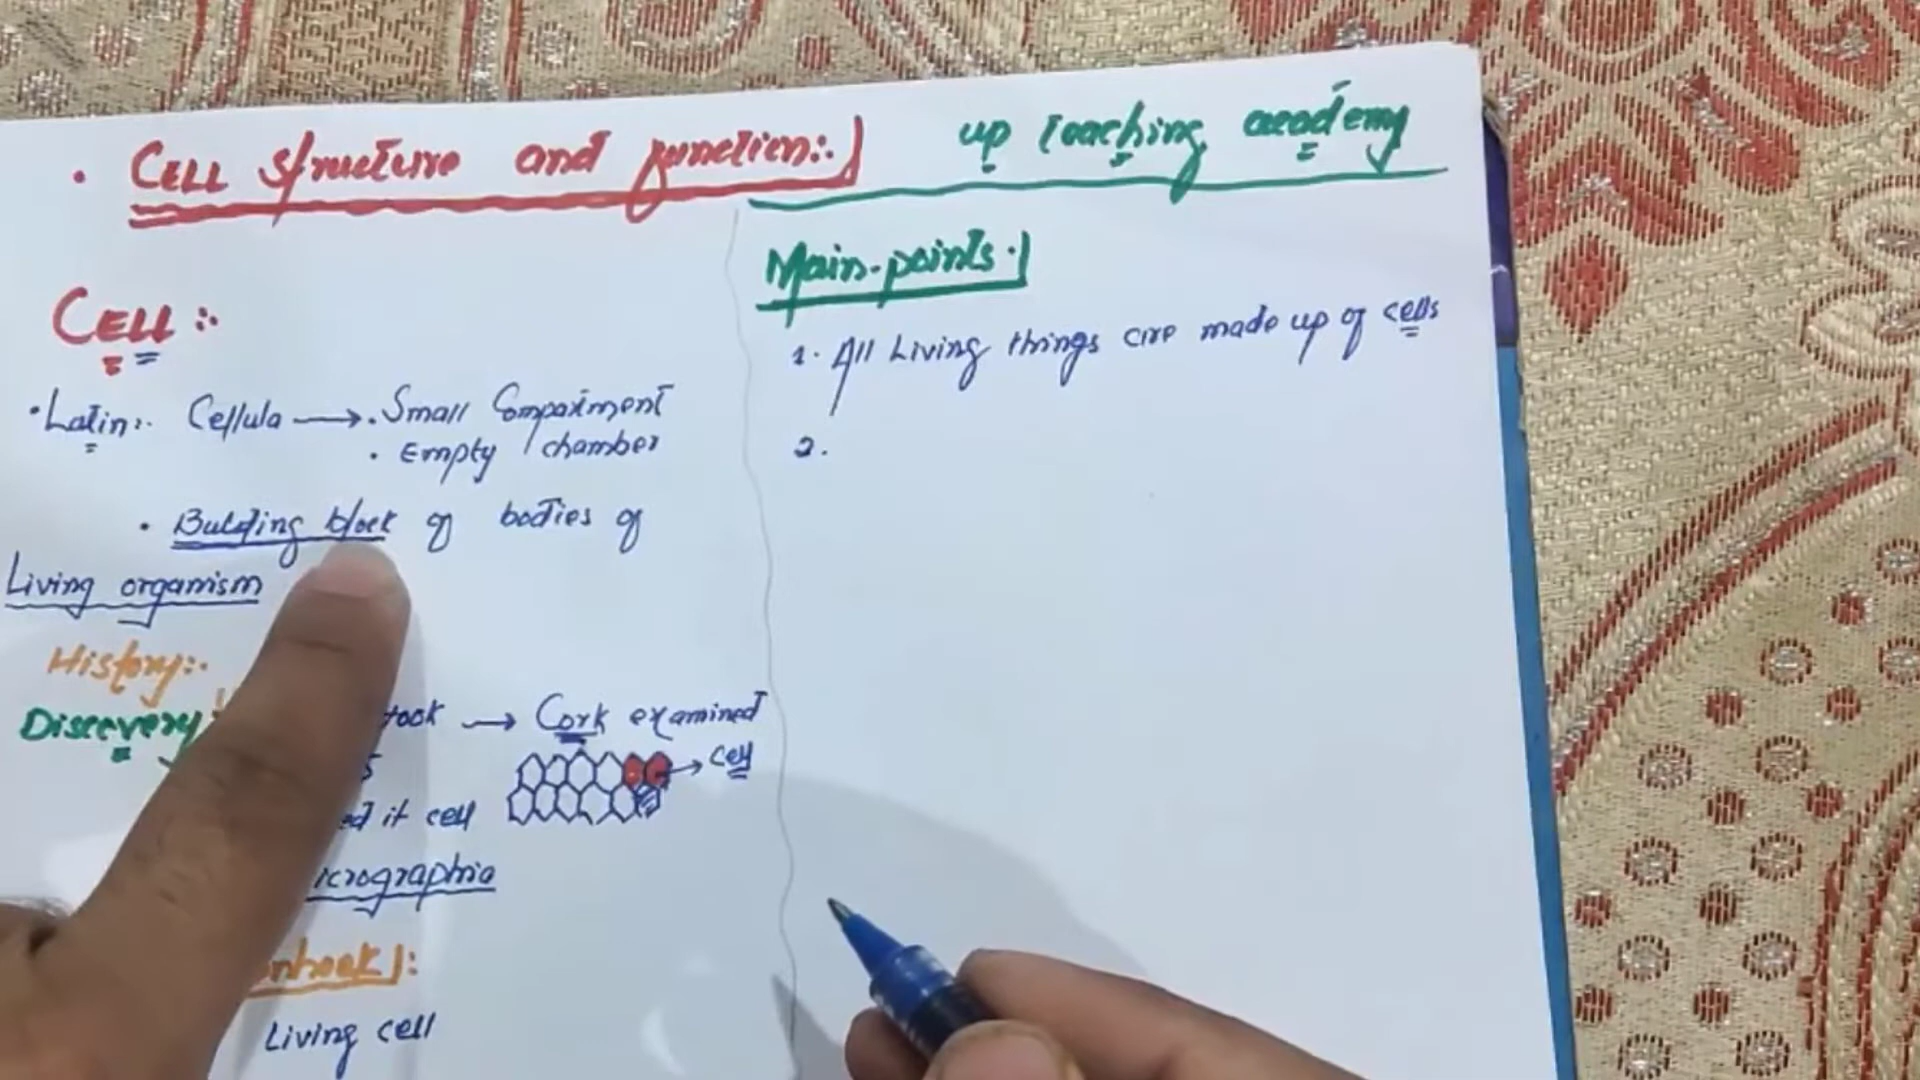 . CELL structure and function:.
up teaching academy
CELL :.
.Latin:. Cellula → . Small Compartment
. Empty chamber
. Building block of bodies of
Living organism
History:.
Discovery
→ Cork examined
→ cell
it cell
Living cell
Main-points.
1. All Living things are made up of cells
2.